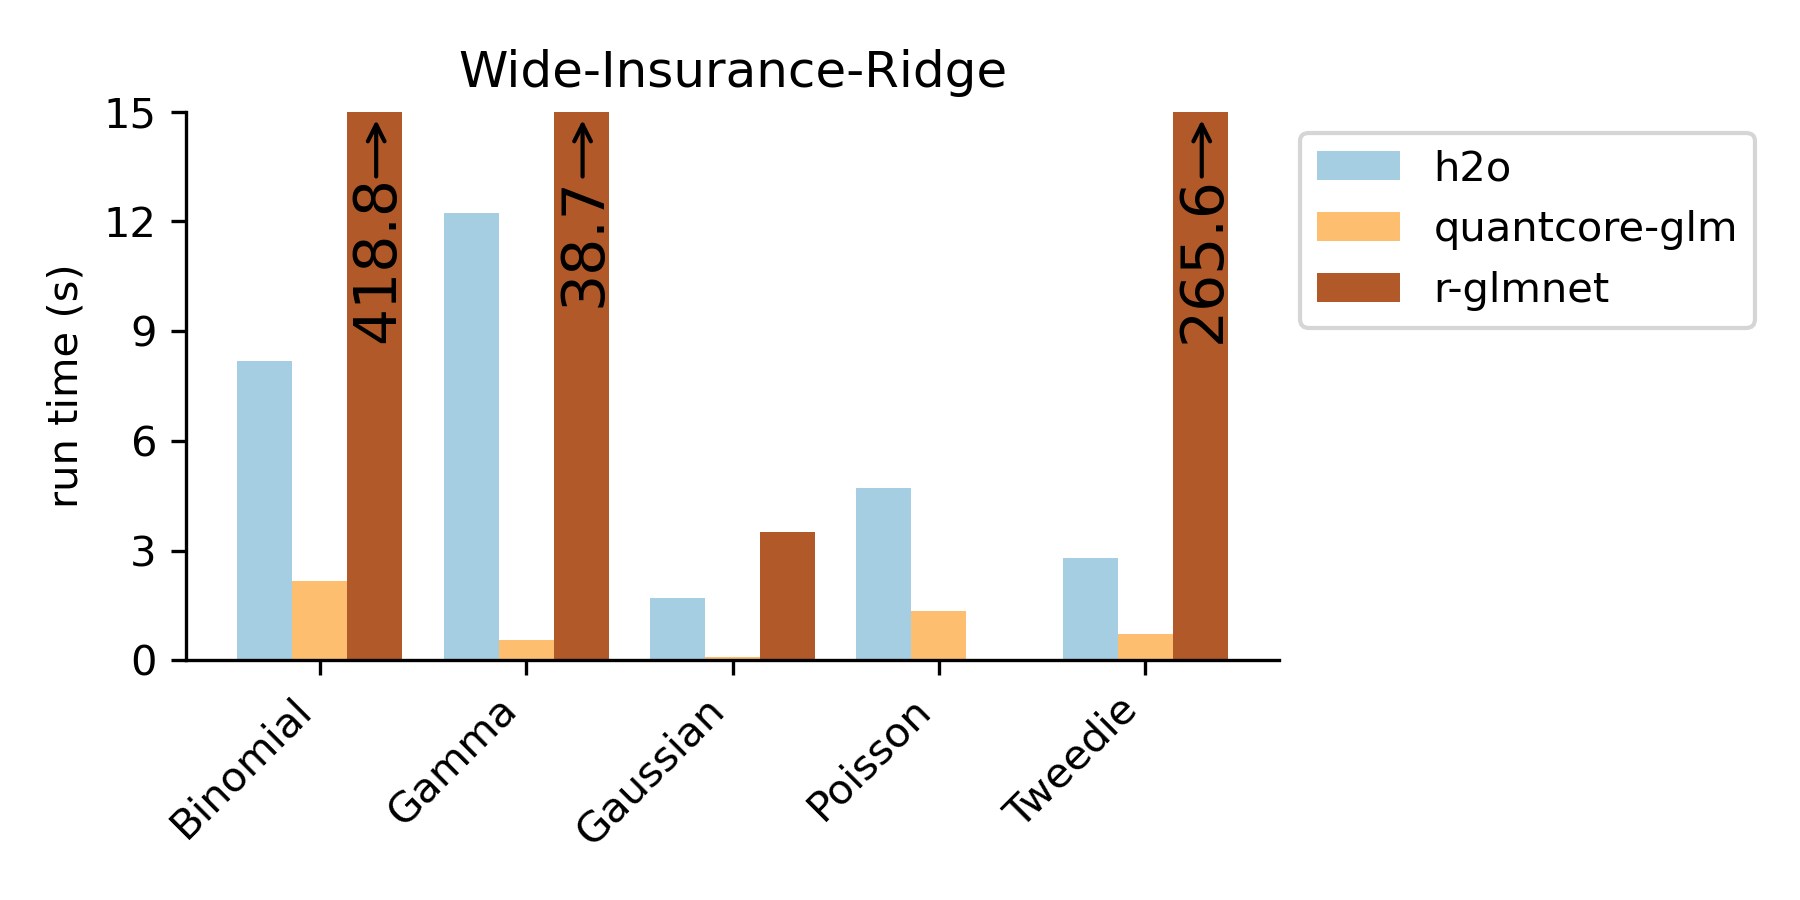 Wide-Insurance-Ridge
run time (s)
15
12
9
6
3
0
418.8→
38.7→
265.6→
Binomial
Gamma
Gaussian
Poisson
Tweedie
h2o
quantcore-glm
r-glmnet